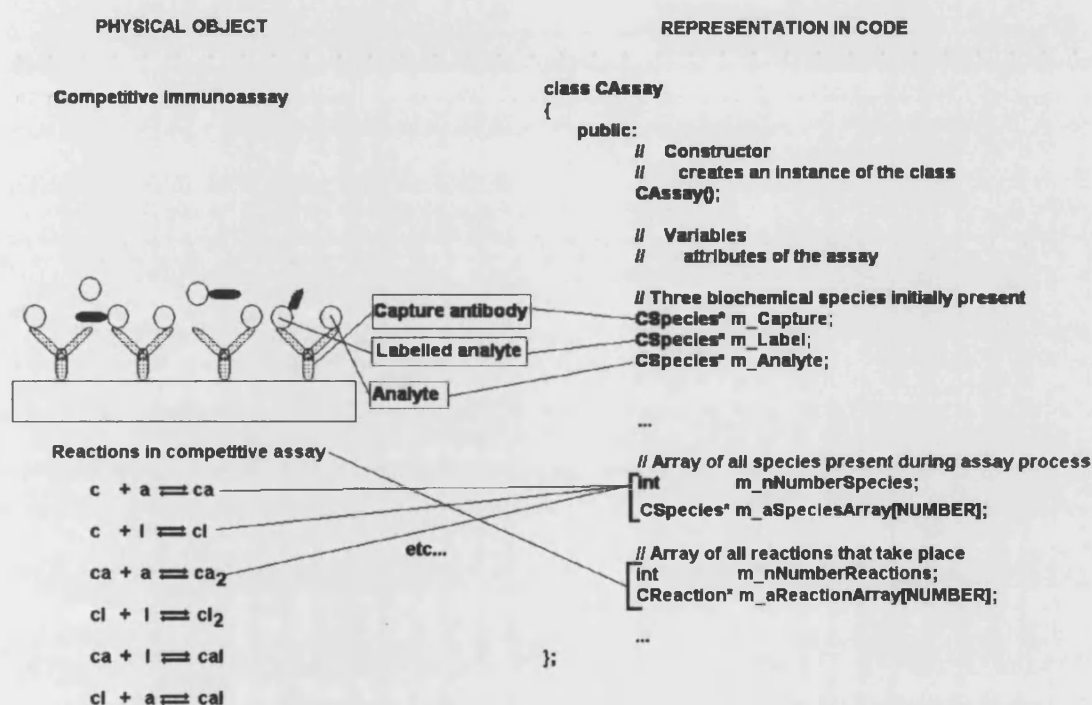 PHYSICAL OBJECT
REPRESENTATION IN CODE
Competitive immunoassay
class CAssay
{
public:
// Constructor
// creates an instance of the class
CAssay();
// Variables
// attributes of the assay
// Three biochemical species initially present
CSpecies* m_Capture;
CSpecies* m_Label;
CSpecies* m_Analyte;
Capture antibody
Labelled analyte
Analyte
...
Reactions in competitive assay
c + a ⇌ ca
c + l ⇌ cl
ca + a ⇌ ca₂
cl + l ⇌ cl₂
ca + l ⇌ cal
cl + a ⇌ cal
etc...
// Array of all species present during assay process
int m_nNumberSpecies;
CSpecies* m_aSpeciesArray[NUMBER];
// Array of all reactions that take place
int m_nNumberReactions;
CReaction* m_aReactionArray[NUMBER];
...
};